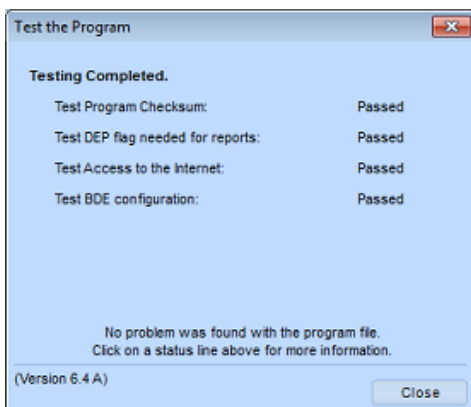 Test the Program
Testing Completed.
Test Program Checksum: Passed
Test DEP flag needed for reports: Passed
Test Access to the Internet: Passed
Test BDE configuration: Passed
No problem was found with the program file.
Click on a status line above for more information.
(Version 6.4 A)
Close